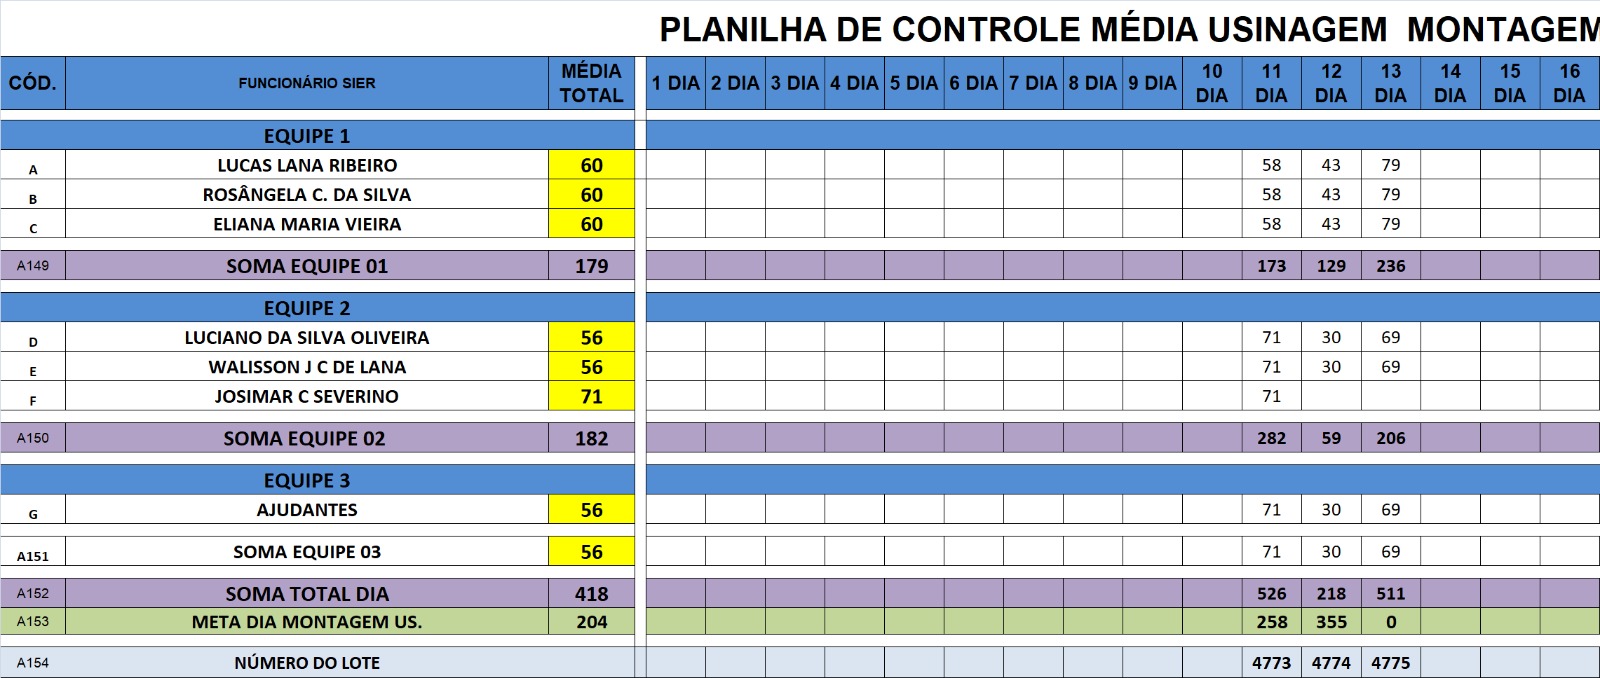 PLANILHA DE CONTROLE MÉDIA USINAGEM MONTAGEM
CÓD. FUNCIONÁRIO SIER MÉDIA TOTAL 1 DIA 2 DIA 3 DIA 4 DIA 5 DIA 6 DIA 7 DIA 8 DIA 9 DIA 10 DIA 11 DIA 12 DIA 13 DIA 14 DIA 15 DIA 16 DIA
EQUIPE 1
A LUCAS LANA RIBEIRO 60 58 43 79
B ROSÂNGELA C. DA SILVA 60 58 43 79
C ELIANA MARIA VIEIRA 60 58 43 79
A149 SOMA EQUIPE 01 179 173 129 236
EQUIPE 2
D LUCIANO DA SILVA OLIVEIRA 56 71 30 69
E WALISSON J C DE LANA 56 71 30 69
F JOSIMAR C SEVERINO 71 71
A150 SOMA EQUIPE 02 182 282 59 206
EQUIPE 3
G AJUDANTES 56 71 30 69
A151 SOMA EQUIPE 03 56 71 30 69
A152 SOMA TOTAL DIA 418 526 218 511
A153 META DIA MONTAGEM US. 204 258 355 0
A154 NÚMERO DO LOTE 4773 4774 4775